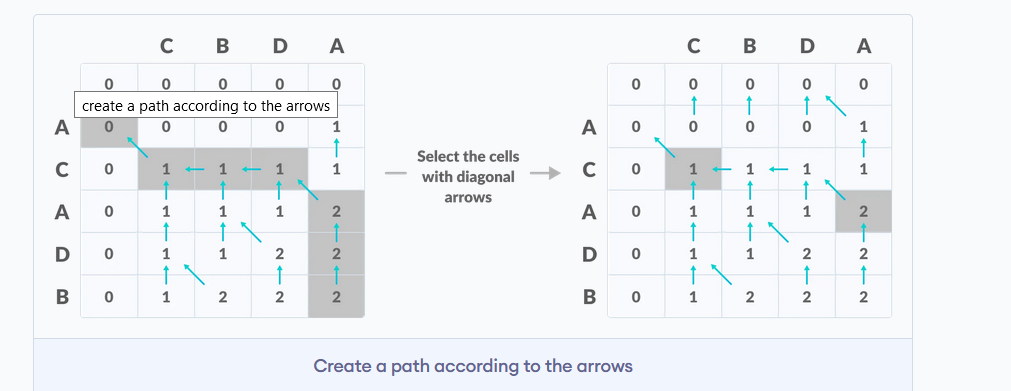 C B D A
0 0 0 0 0
create a path according to the arrows
A 0 0 0 0 1
C 0 1 1 1 1
A 0 1 1 1 2
D 0 1 1 2 2
B 0 1 2 2 2
Select the cells
with diagonal
arrows
C B D A
0 0 0 0 0
A 0 0 0 0 1
C 0 1 1 1 1
A 0 1 1 1 2
D 0 1 1 2 2
B 0 1 2 2 2
Create a path according to the arrows